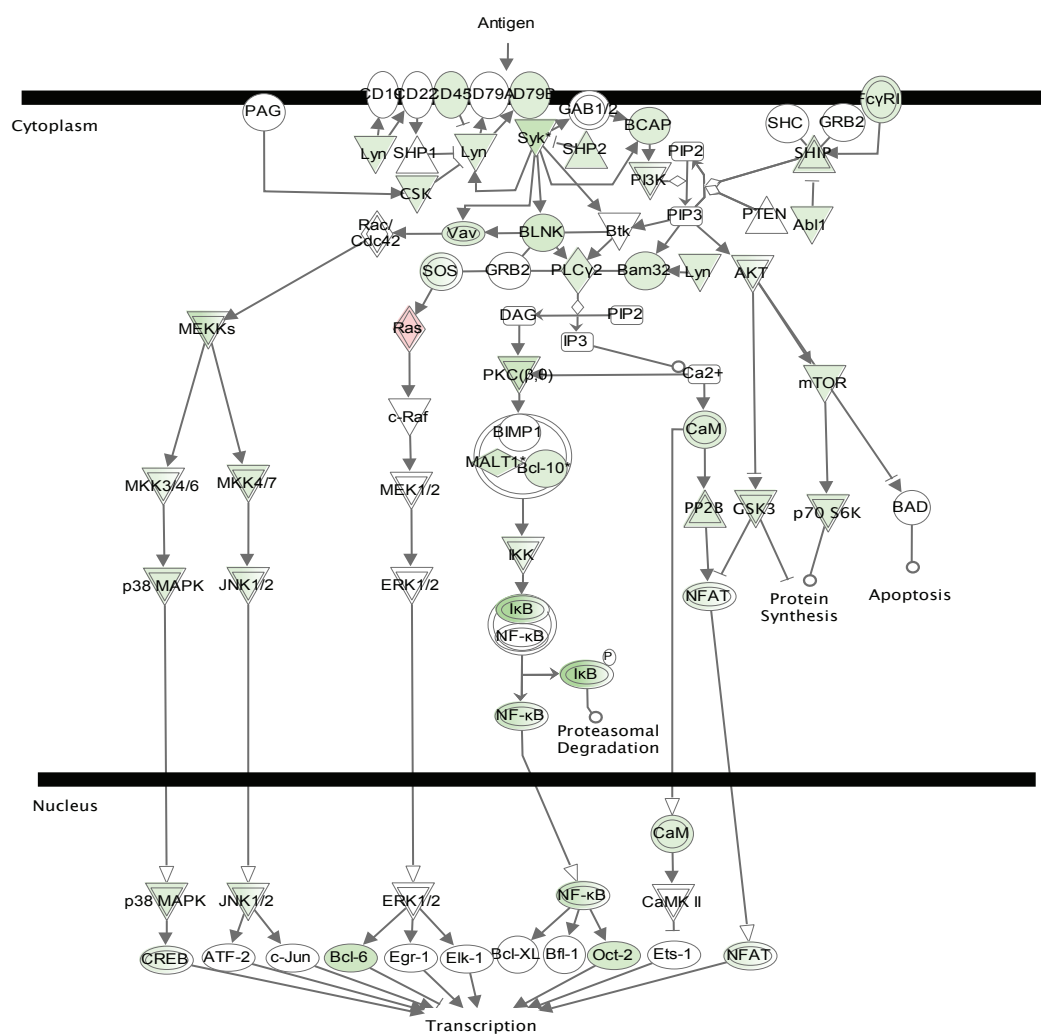 Antigen
CD19
CD22
CD45
CD79A
CD79B
FcγRI
Cytoplasm
PAG
GAB1/2
SHC
GRB2
BCAP
Lyn
SHP1
Lyn
Syk*
SHP2
PIP2
SHIP
CSK
PI3K
PIP3
PTEN
Abl1
Rac/
Cdc42
Vav
BLNK
Btk
SOS
GRB2
PLCγ2
Bam32
Lyn
AKT
MEKKs
Ras
DAG
PIP2
IP3
PKC(β,θ)
Ca2+
mTOR
c-Raf
BIMP1
CaM
MALT1*
Bcl-10*
MKK3/4/6
MKK4/7
MEK1/2
PP2B
GSK3
p70 S6K
BAD
IKK
p38 MAPK
JNK1/2
ERK1/2
NFAT
Protein
Synthesis
Apoptosis
IκB
NF-κB
P
IκB
NF-κB
Proteasomal
Degradation
Nucleus
CaM
p38 MAPK
JNK1/2
ERK1/2
NF-κB
CaMK II
CREB
ATF-2
c-Jun
Bcl-6
Egr-1
Elk-1
Bcl-XL
Bfl-1
Oct-2
Ets-1
NFAT
Transcription